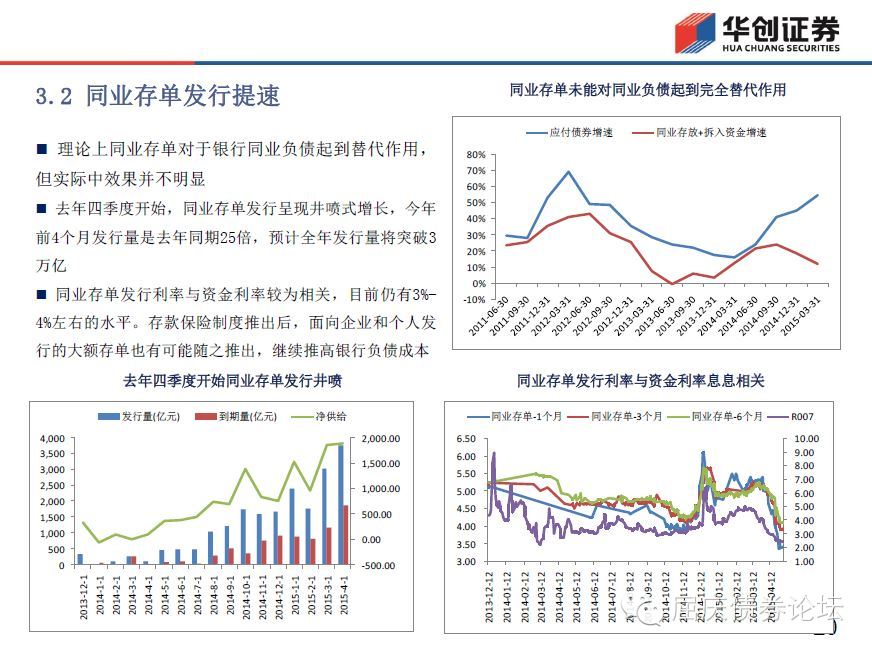 华创证券
HUA CHUANG SECURITIES
3.2 同业存单发行提速
■ 理论上同业存单对于银行同业负债起到替代作用，
但实际中效果并不明显
■ 去年四季度开始，同业存单发行呈现井喷式增长，今年
前4个月发行量是去年同期25倍，预计全年发行量将突破3
万亿
■ 同业存单发行利率与资金利率较为相关，目前仍有3%-
4%左右的水平。存款保险制度推出后，面向企业和个人发
行的大额存单也有可能随之推出，继续推高银行负债成本
同业存单未能对同业负债起到完全替代作用
应付债券增速 同业存放+拆入资金增速
80%
70%
60%
50%
40%
30%
20%
10%
0%
-10%
2011-06-30 2011-09-30 2011-12-31 2012-03-31 2012-06-30 2012-09-30 2012-12-31 2013-03-31 2013-06-30 2013-09-30 2013-12-31 2014-03-31 2014-06-30 2014-09-30 2014-12-31 2015-03-31
去年四季度开始同业存单发行井喷
发行量(亿元) 到期量(亿元) 净供给
4,000 2,000.00
3,500 1,500.00
3,000
2,500 1,000.00
2,000 500.00
1,500
1,000 0.00
500
0 -500.00
2013-12-1 2014-1-1 2014-2-1 2014-3-1 2014-4-1 2014-5-1 2014-6-1 2014-7-1 2014-8-1 2014-9-1 2014-10-1 2014-11-1 2014-12-1 2015-1-1 2015-2-1 2015-3-1 2015-4-1
同业存单发行利率与资金利率息息相关
同业存单-1个月 同业存单-3个月 同业存单-6个月 R007
6.50 10.00
6.00 9.00
5.50 8.00
5.00 7.00
4.50 6.00
4.00 5.00
3.50 4.00
3.00 3.00
2.00
1.00
2013-12-12 2014-01-12 2014-02-12 2014-03-12 2014-04-12 2014-05-12 2014-06-12 2014-07-12 2014-09-12 2014-10-12 2014-11-12 2014-12-12 2015-01-12 2015-02-12 2015-03-12 2015-04-12
屈大债券论坛
20